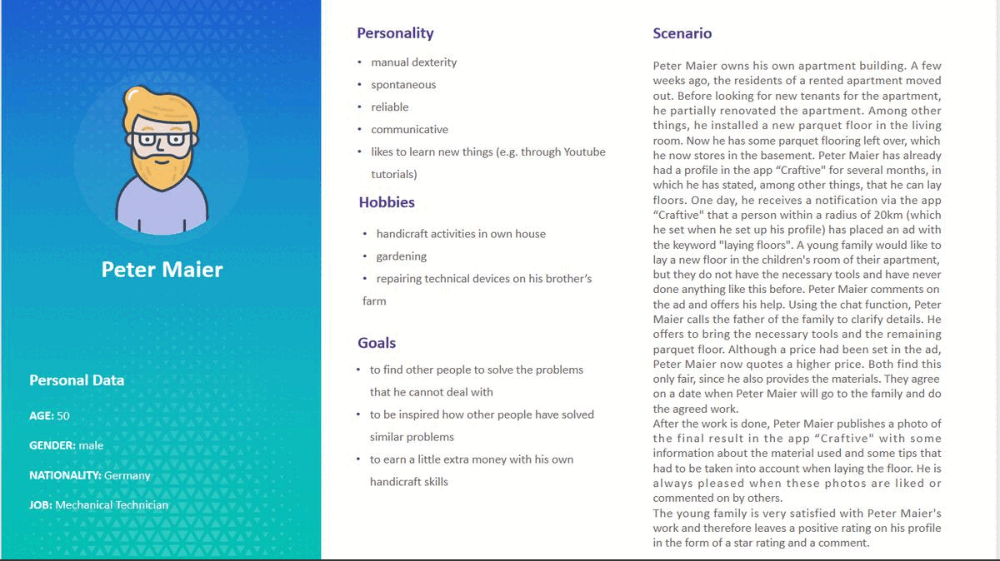 Peter Maier
Personal Data
AGE: 50
GENDER: male
NATIONALITY: Germany
JOB: Mechanical Technician
Personality
• manual dexterity
• spontaneous
• reliable
• communicative
• likes to learn new things (e.g. through Youtube
tutorials)
Hobbies
• handicraft activities in own house
• gardening
• repairing technical devices on his brother's
farm
Goals
• to find other people to solve the problems
that he cannot deal with
• to be inspired how other people have solved
similar problems
• to earn a little extra money with his own
handicraft skills
Scenario
Peter Maier owns his own apartment building. A few
weeks ago, the residents of a rented apartment moved
out. Before looking for new tenants for the apartment,
he partially renovated the apartment. Among other
things, he installed a new parquet floor in the living
room. Now he has some parquet flooring left over, which
he now stores in the basement. Peter Maier has already
had a profile in the app “Craftive" for several months, in
which he has stated, among other things, that he can lay
floors. One day, he receives a notification via the app
“Craftive" that a person within a radius of 20km (which
he set when he set up his profile) has placed an ad with
the keyword "laying floors". A young family would like to
lay a new floor in the children's room of their apartment,
but they do not have the necessary tools and have never
done anything like this before. Peter Maier comments on
the ad and offers his help. Using the chat function, Peter
Maier calls the father of the family to clarify details. He
offers to bring the necessary tools and the remaining
parquet floor. Although a price had been set in the ad,
Peter Maier now quotes a higher price. Both find this
only fair, since he also provides the materials. They agree
on a date when Peter Maier will go to the family and do
the agreed work.
After the work is done, Peter Maier publishes a photo of
the final result in the app “Craftive" with some
information about the material used and some tips that
had to be taken into account when laying the floor. He is
always pleased when these photos are liked or
commented on by others.
The young family is very satisfied with Peter Maier's
work and therefore leaves a positive rating on his profile
in the form of a star rating and a comment.